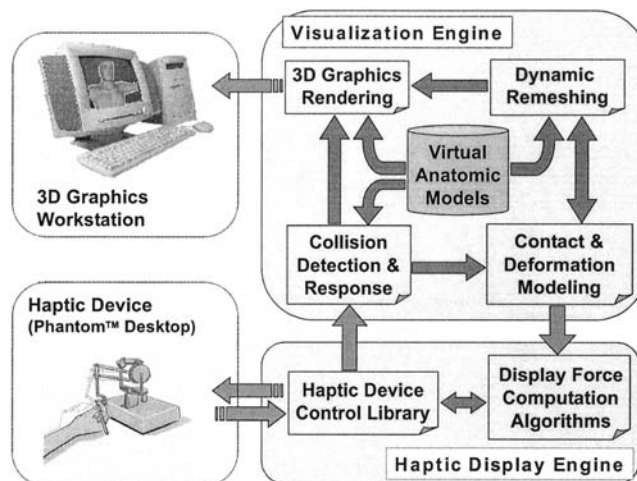 Visualization Engine
3D Graphics
Rendering
Dynamic
Remeshing
Virtual
Anatomic
Models
3D Graphics
Workstation
Collision
Detection &
Response
Contact &
Deformation
Modeling
Haptic Device
(Phantom™ Desktop)
Haptic Device
Control Library
Display Force
Computation
Algorithms
Haptic Display Engine